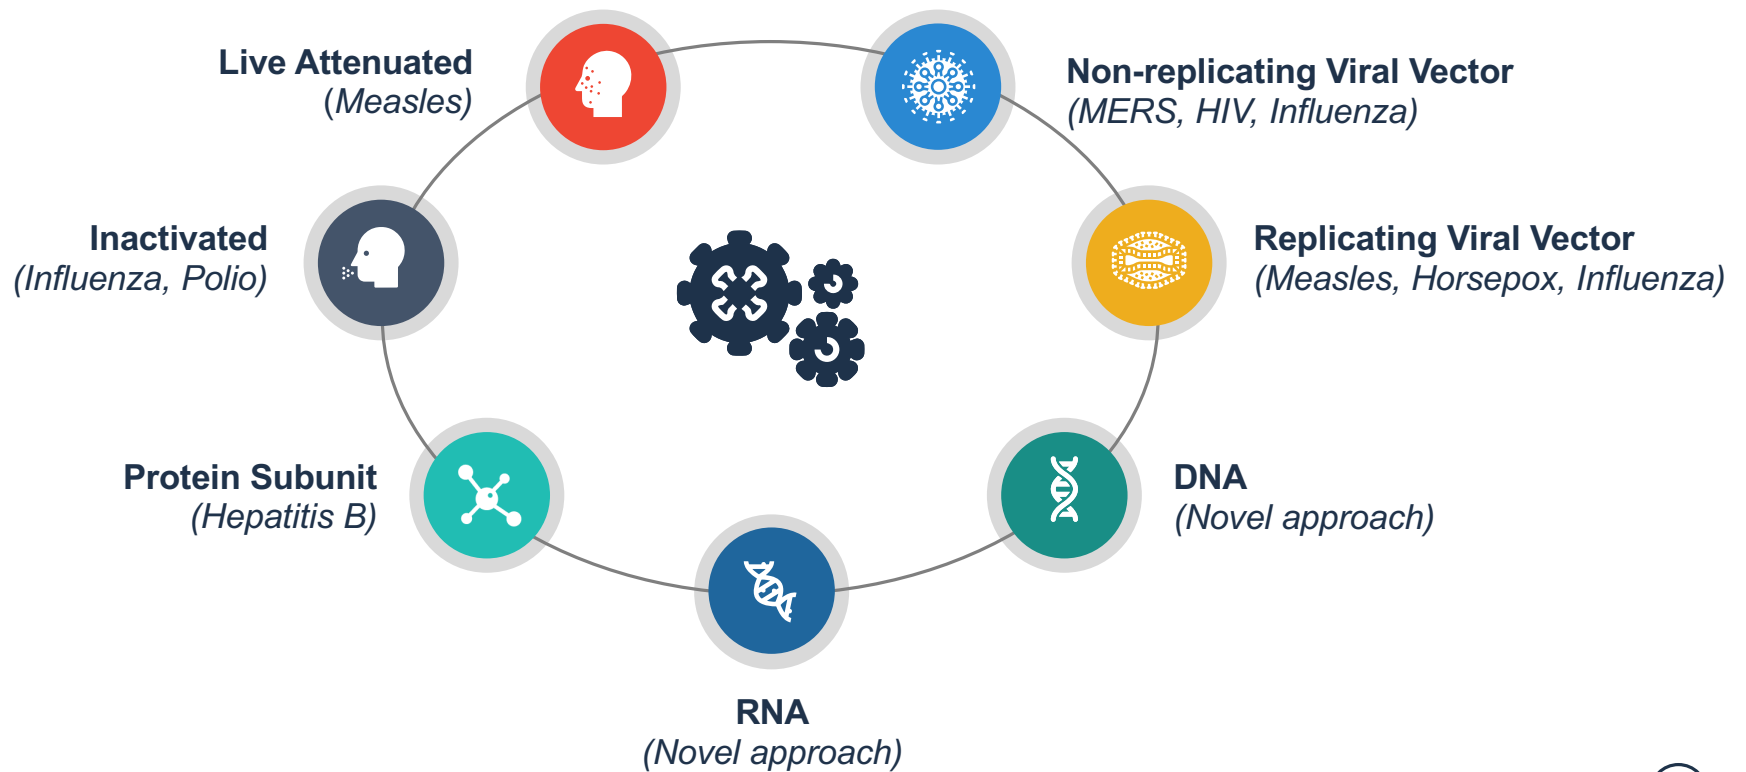 Live Attenuated
(Measles)
Non-replicating Viral Vector
(MERS, HIV, Influenza)
Inactivated
(Influenza, Polio)
Replicating Viral Vector
(Measles, Horsepox, Influenza)
Protein Subunit
(Hepatitis B)
DNA
(Novel approach)
RNA
(Novel approach)